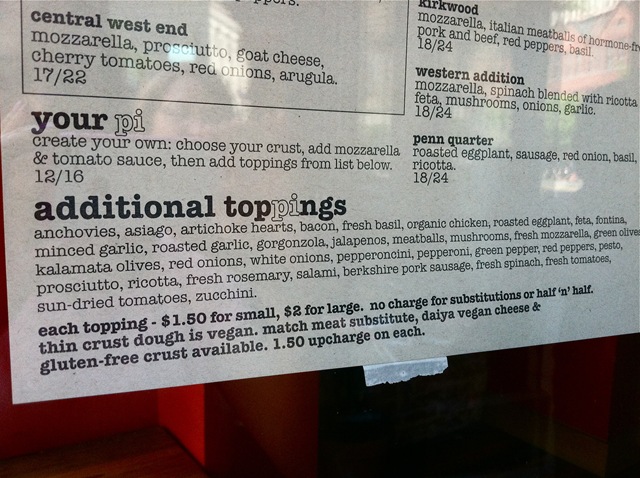 central west end
mozzarella, prosciutto, goat cheese,
cherry tomatoes, red onions, arugula.
17/22
your pi
create your own: choose your crust, add mozzarella
& tomato sauce, then add toppings from list below.
12/16
kirkwood
mozzarella, italian meatballs of hormone-fr
pork and beef, red peppers, basil.
18/24
western addition
mozzarella, spinach blended with ricotta
feta, mushrooms, onions, garlic.
18/24
penn quarter
roasted eggplant, sausage, red onion, basil,
ricotta.
18/24
additional toppings
anchovies, asiago, artichoke hearts, bacon, fresh basil, organic chicken, roasted eggplant, feta, fontina,
minced garlic, roasted garlic, gorgonzola, jalapenos, meatballs, mushrooms, fresh mozzarella, green olives
kalamata olives, red onions, white onions, pepperoncini, pepperoni, green pepper, red peppers, pesto,
prosciutto, ricotta, fresh rosemary, salami, berkshire pork sausage, fresh spinach, fresh tomatoes,
sun-dried tomatoes, zucchini.
each topping - $1.50 for small, $2 for large. no charge for substitutions or half 'n' half.
thin crust dough is vegan. match meat substitute, daiya vegan cheese &
gluten-free crust available. 1.50 upcharge on each.